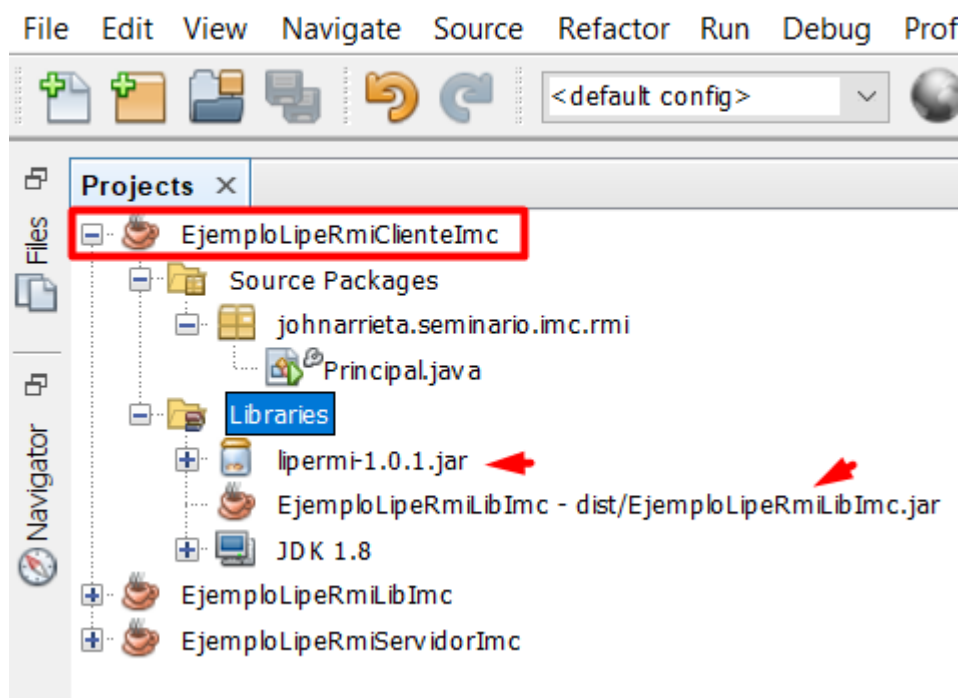 File Edit View Navigate Source Refactor Run Debug Prof
<default config>
Projects
Files
EjemploLipeRmiClienteImc
Source Packages
johnarrieta.seminario.imc.rmi
Principal.java
Libraries
Navigator
lipermi-1.0.1.jar
EjemploLipeRmiLibImc - dist/EjemploLipeRmiLibImc.jar
JDK 1.8
EjemploLipeRmiLibImc
EjemploLipeRmiServidorImc